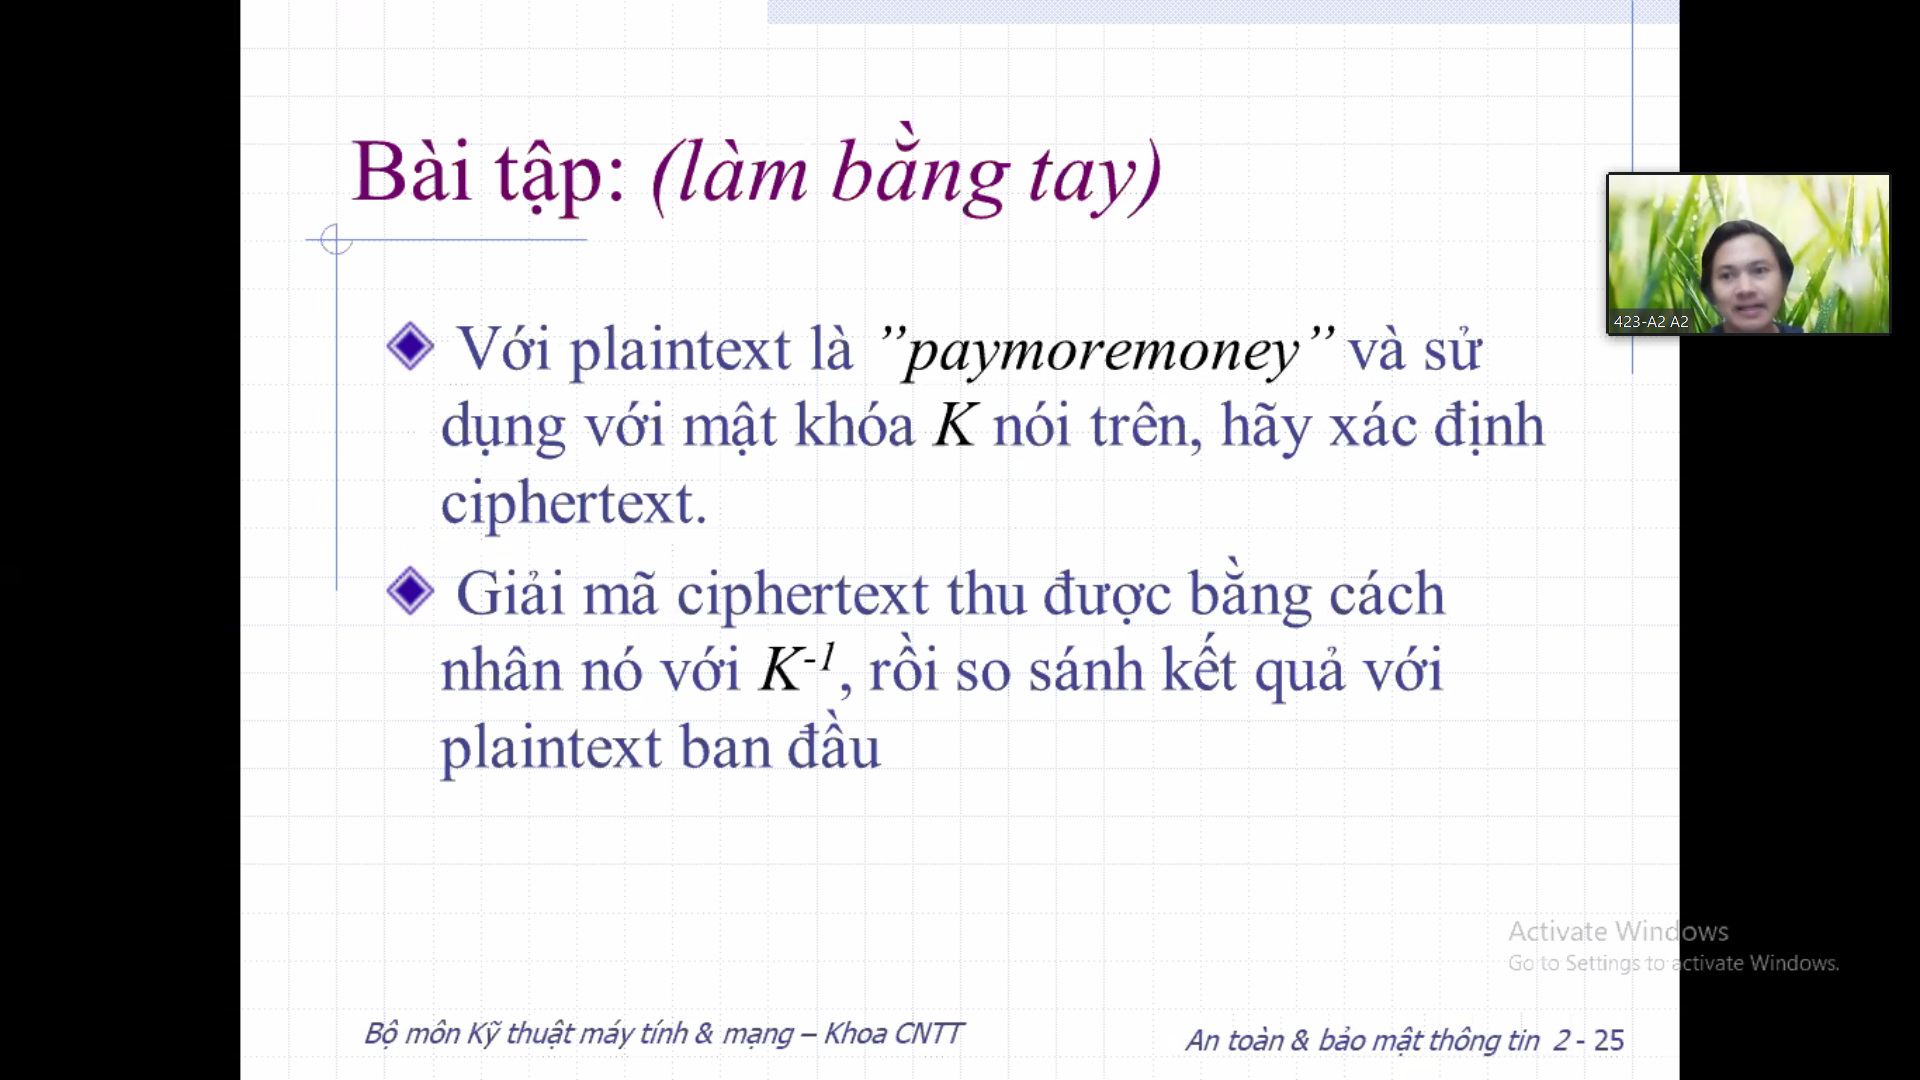 Bài tập: (làm bằng tay)
423-A2 A2
Với plaintext là ”paymoremoney” và sử
dụng với mật khóa K nói trên, hãy xác định
ciphertext.
Giải mã ciphertext thu được bằng cách
nhân nó với K-1, rồi so sánh kết quả với
plaintext ban đầu
Activate Windows
Go to Settings to activate Windows.
Bộ môn Kỹ thuật máy tính & mạng – Khoa CNTT
An toàn & bảo mật thông tin 2 - 25